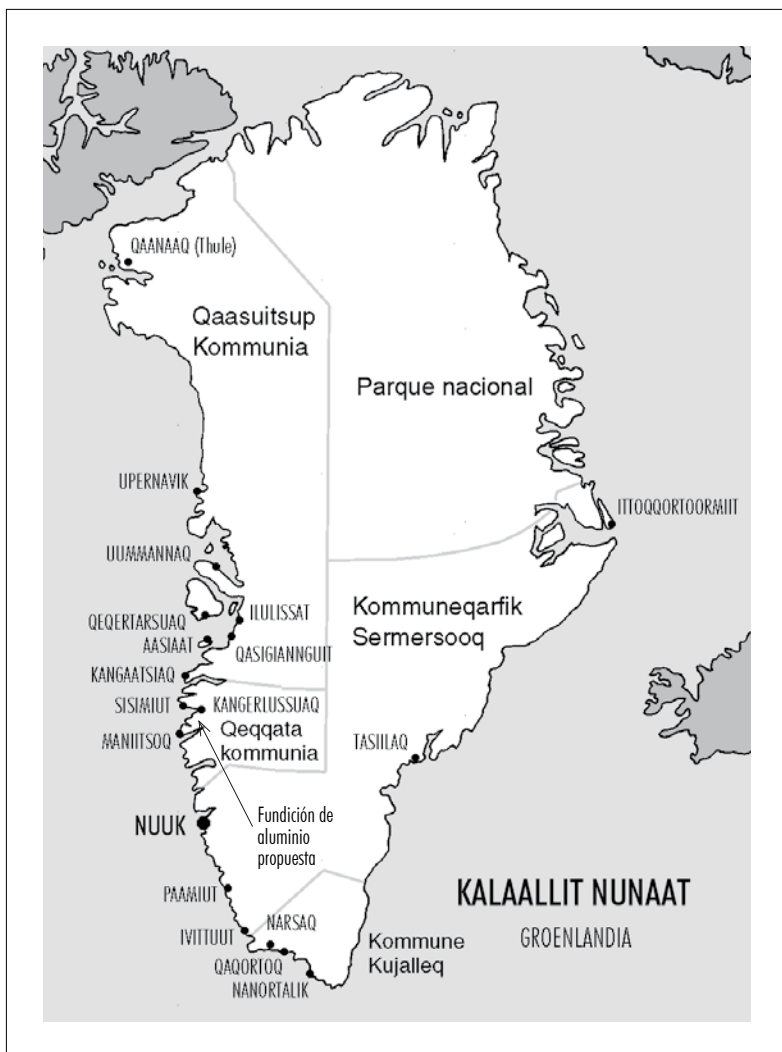 QAANAAQ (Thule)
Qaasuitsup
Kommunia
Parque nacional
UPERNAVIK
ITTOQQORTOORMIIT
UUMMANNAQ
Kommuneqarfik
Sermersooq
QEQERTARSUAQ
ILULISSAT
AASIAAT
QASIGIANNGUIT
KANGAATSIAQ
SISIMIUT
KANGERLUSSUAQ
Qeqqata
kommunia
MANIITSOQ
TASIILAQ
Fundición de
aluminio
propuesta
NUUK
PAAMIUT
KALAALLIT NUNAAT
GROENLANDIA
IVITTUUT
NARSAQ
Kommune
Kujalleq
QAQORTOQ
NANORTALIK